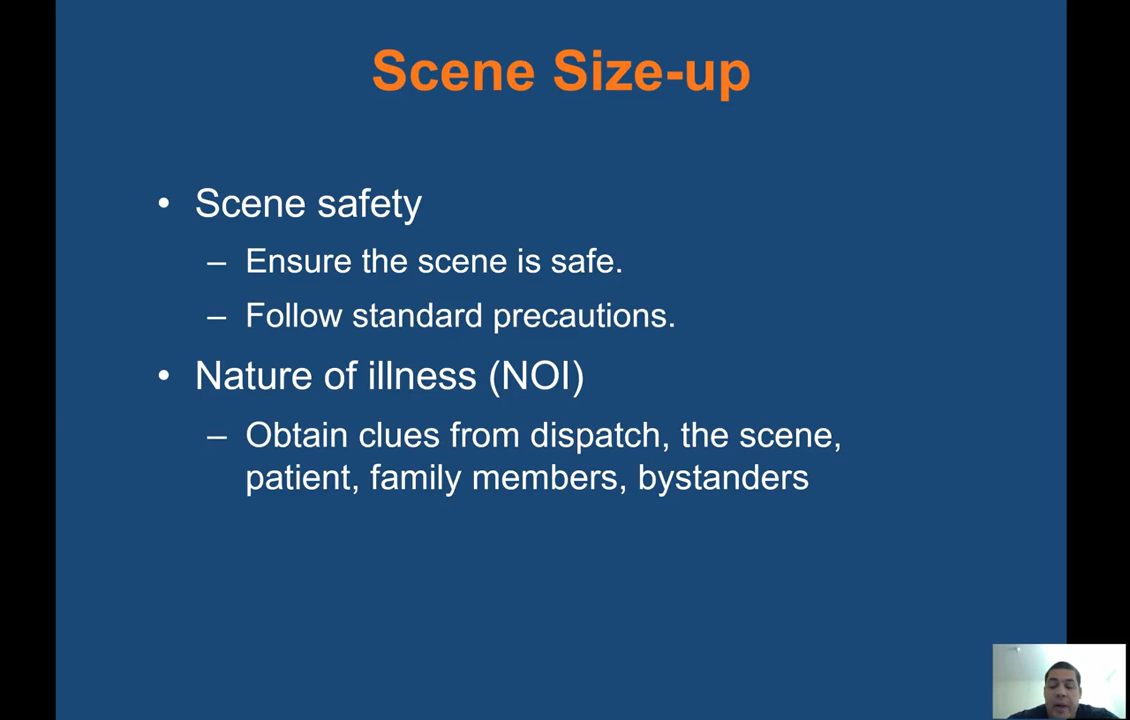 Scene Size-up
• Scene safety
– Ensure the scene is safe.
– Follow standard precautions.
• Nature of illness (NOI)
– Obtain clues from dispatch, the scene,
patient, family members, bystanders